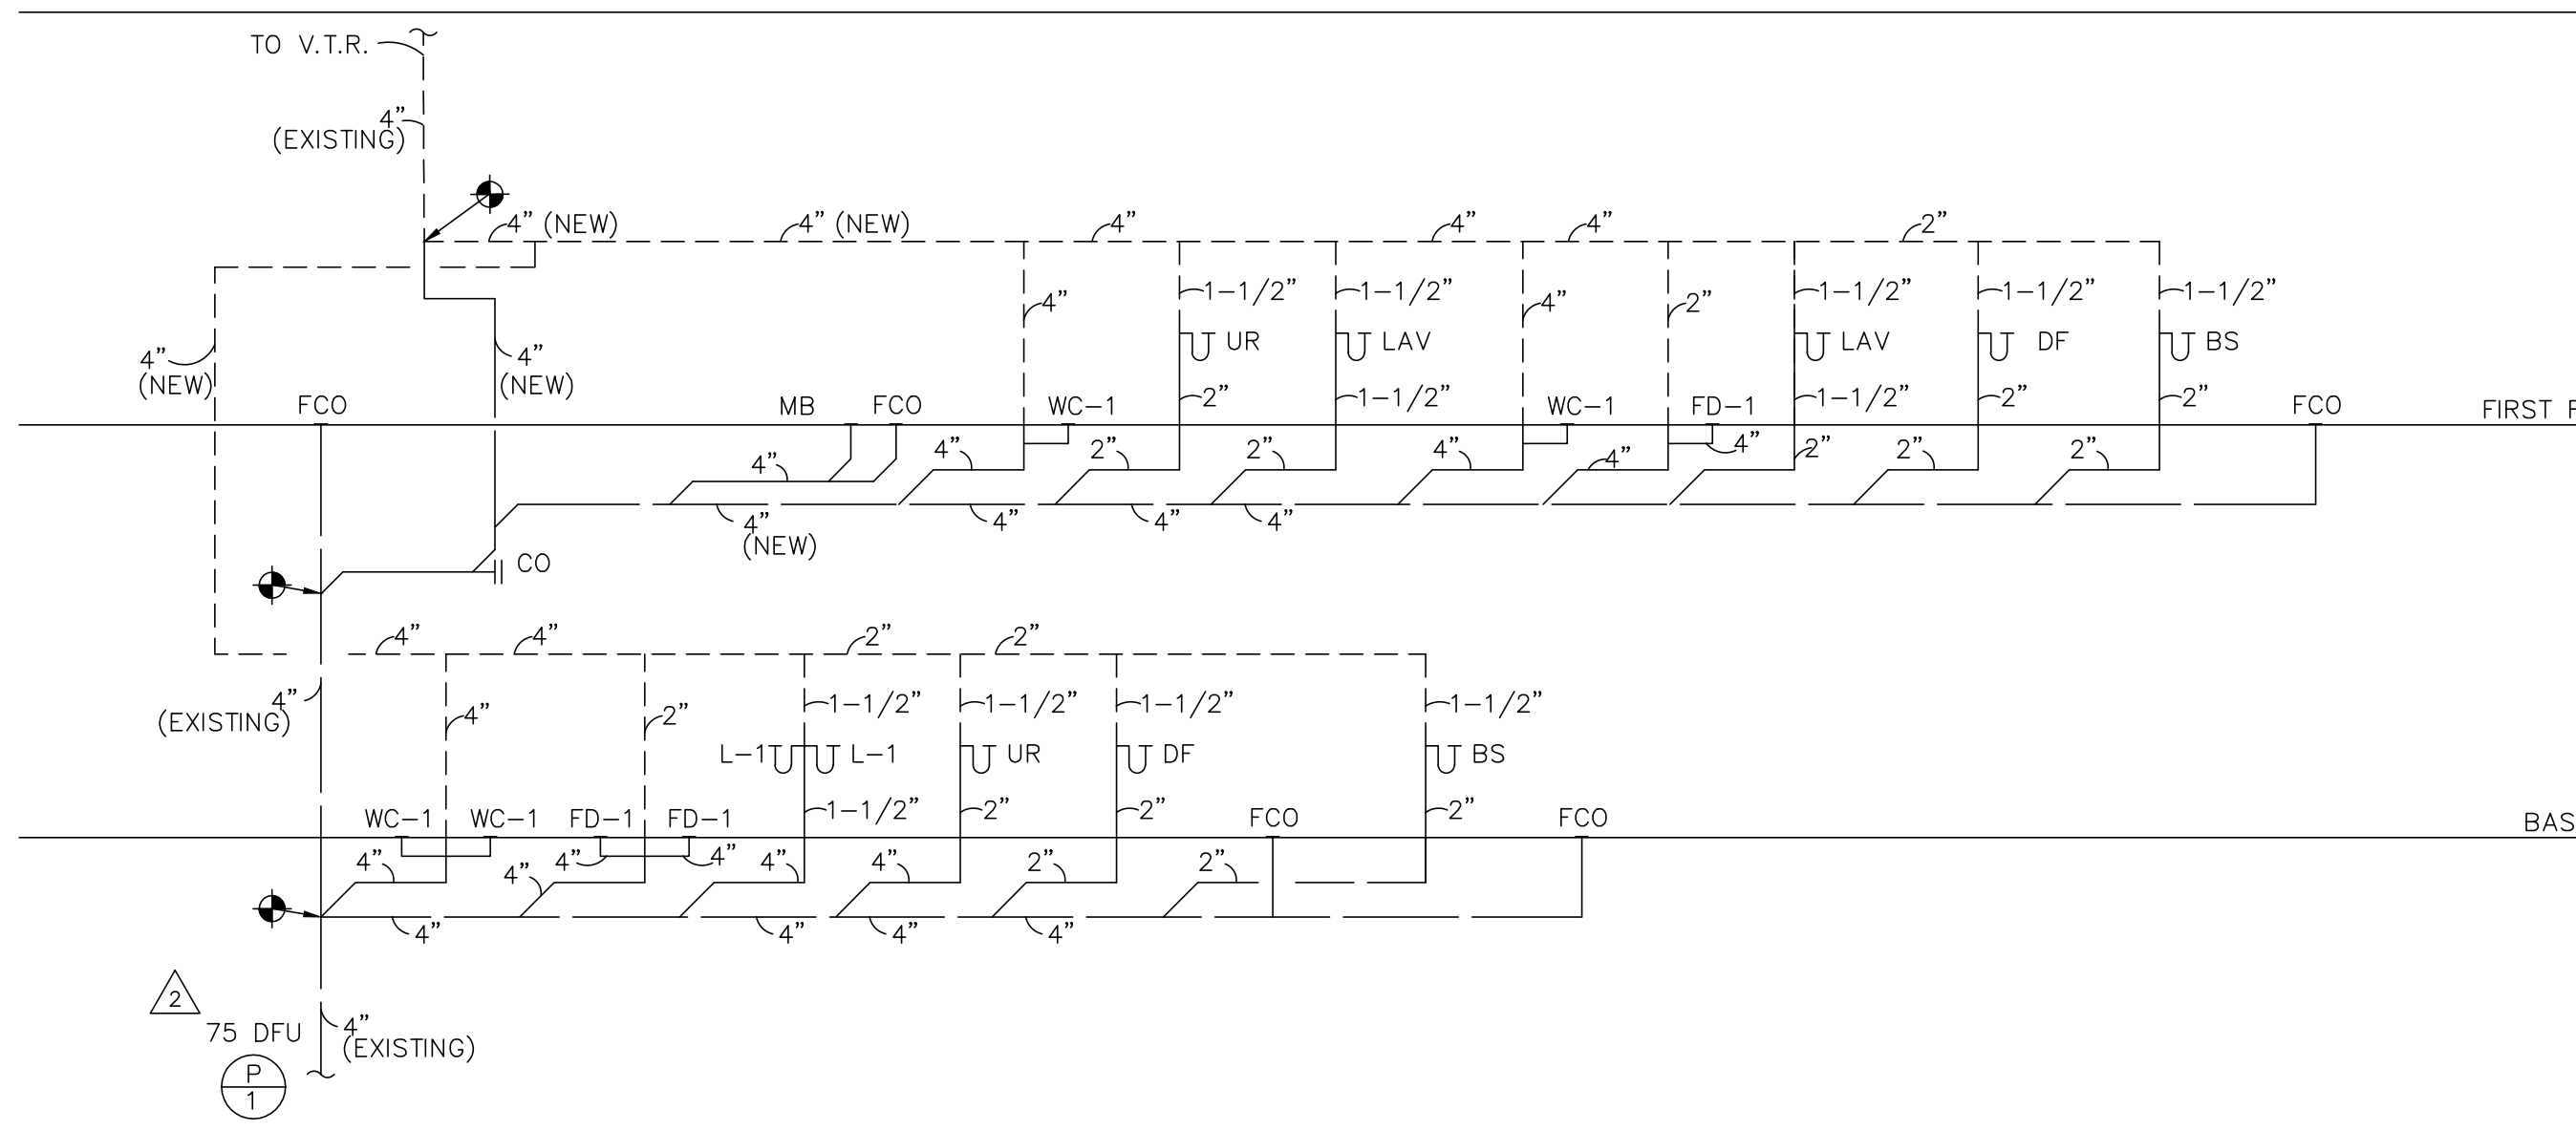 TO V.T.R.
4”
(EXISTING)
4” (NEW)
4” (NEW)
4”
4”
4”
2”
4”
1-1/2”
1-1/2”
4”
2”
1-1/2”
1-1/2”
1-1/2”
4”
(NEW)
4”
(NEW)
UR
LAV
LAV
DF
BS
FCO
MB
FCO
WC-1
2”
1-1/2”
WC-1
FD-1
1-1/2”
2”
2”
FCO
FIRST
4”
4”
2”
2”
4”
4”
4”
2”
2”
2”
4”
(NEW)
4”
4”
4”
CO
4”
4”
2”
2”
4”
(EXISTING)
4”
2”
1-1/2”
1-1/2”
1-1/2”
1-1/2”
L-1
L-1
UR
DF
BS
WC-1
WC-1
FD-1
FD-1
1-1/2”
2”
2”
FCO
2”
FCO
BAS
4”
4”
4”
4”
4”
4”
2”
2”
4”
4”
4”
4”
2
75 DFU
4”
(EXISTING)
P
1